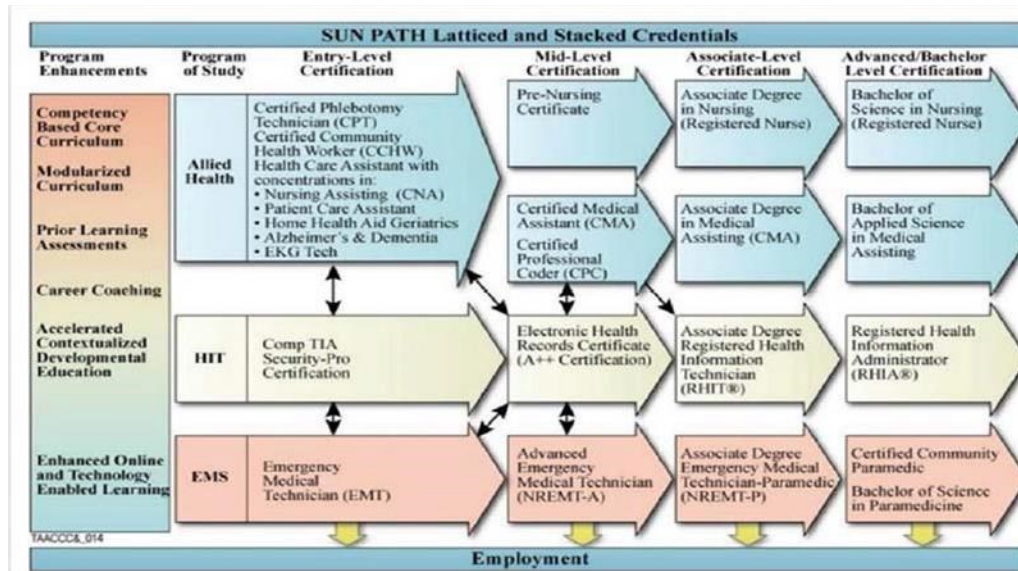 SUN PATH Latticed and Stacked Credentials
Program
Enhancements
Program
of Study
Entry-Level
Certification
Mid-Level
Certification
Associate-Level
Certification
Advanced/Bachelor
Level Certification
Competency
Based Core
Curriculum
Modularized
Curriculum
Prior Learning
Assessments
Career Coaching
Accelerated
Contextualized
Developmental
Education
Enhanced Online
and Technology
Enabled Learning
Allied
Health
Certified Phlebotomy
Technician (CPT)
Certified Community
Health Worker (CCHW)
Health Care Assistant with
concentrations in:
• Nursing Assisting (CNA)
• Patient Care Assistant
• Home Health Aid Geriatrics
• Alzheimer's & Dementia
• EKG Tech
Pre-Nursing
Certificate
Associate Degree
in Nursing
(Registered Nurse)
Bachelor of
Science in Nursing
(Registered Nurse)
Certified Medical
Assistant (CMA)
Certified
Professional
Coder (CPC)
Associate Degree
in Medical
Assisting (CMA)
Bachelor of
Applied Science
in Medical
Assisting
HIT
Comp TIA
Security-Pro
Certification
Electronic Health
Records Certificate
(A++ Certification)
Associate Degree
Registered Health
Information
Technician
(RHIT®)
Registered Health
Information
Administrator
(RHIA®)
EMS
Emergency
Medical
Technician (EMT)
Advanced
Emergency
Medical Technician
(NREMT-A)
Associate Degree
Emergency Medical
Technician-Paramedic
(NREMT-P)
Certified Community
Paramedic
Bachelor of Science
in Paramedicine
TAACCC&_014
Employment